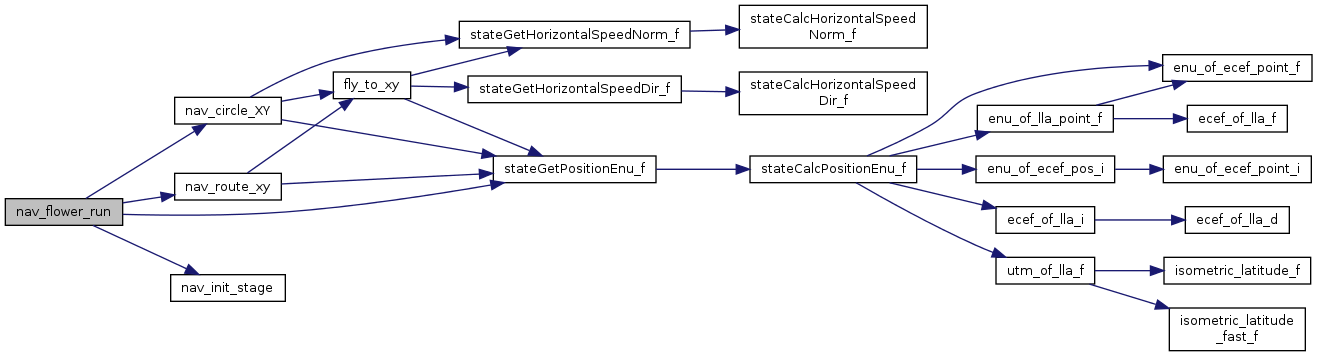 nav_flower_run
nav_circle_XY
nav_route_xy
nav_init_stage
fly_to_xy
stateGetHorizontalSpeedNorm_f
stateGetHorizontalSpeedDir_f
stateGetPositionEnu_f
stateCalcHorizontalSpeed
Norm_f
stateCalcHorizontalSpeed
Dir_f
stateCalcPositionEnu_f
enu_of_lla_point_f
enu_of_ecef_pos_i
ecef_of_lla_i
utm_of_lla_f
enu_of_ecef_point_f
ecef_of_lla_f
enu_of_ecef_point_i
ecef_of_lla_d
isometric_latitude_f
isometric_latitude
_fast_f